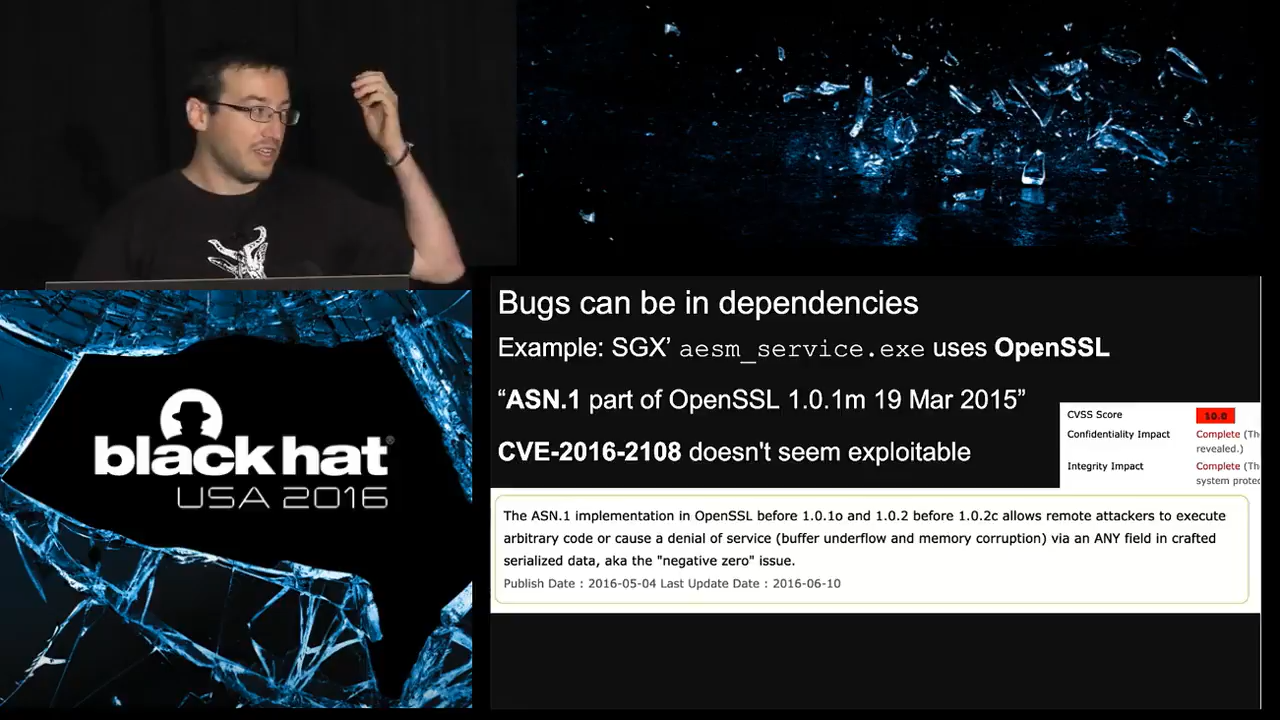 Bugs can be in dependencies
Example: SGX’ aesm_service.exe uses OpenSSL
“ASN.1 part of OpenSSL 1.0.1m 19 Mar 2015”
CVE-2016-2108 doesn't seem exploitable
CVSS Score 10.0
Confidentiality Impact Complete (The
revealed.)
Integrity Impact Complete (The
system protec
The ASN.1 implementation in OpenSSL before 1.0.1o and 1.0.2 before 1.0.2c allows remote attackers to execute
arbitrary code or cause a denial of service (buffer underflow and memory corruption) via an ANY field in crafted
serialized data, aka the "negative zero" issue.
Publish Date : 2016-05-04 Last Update Date : 2016-06-10
black hat®
USA 2016